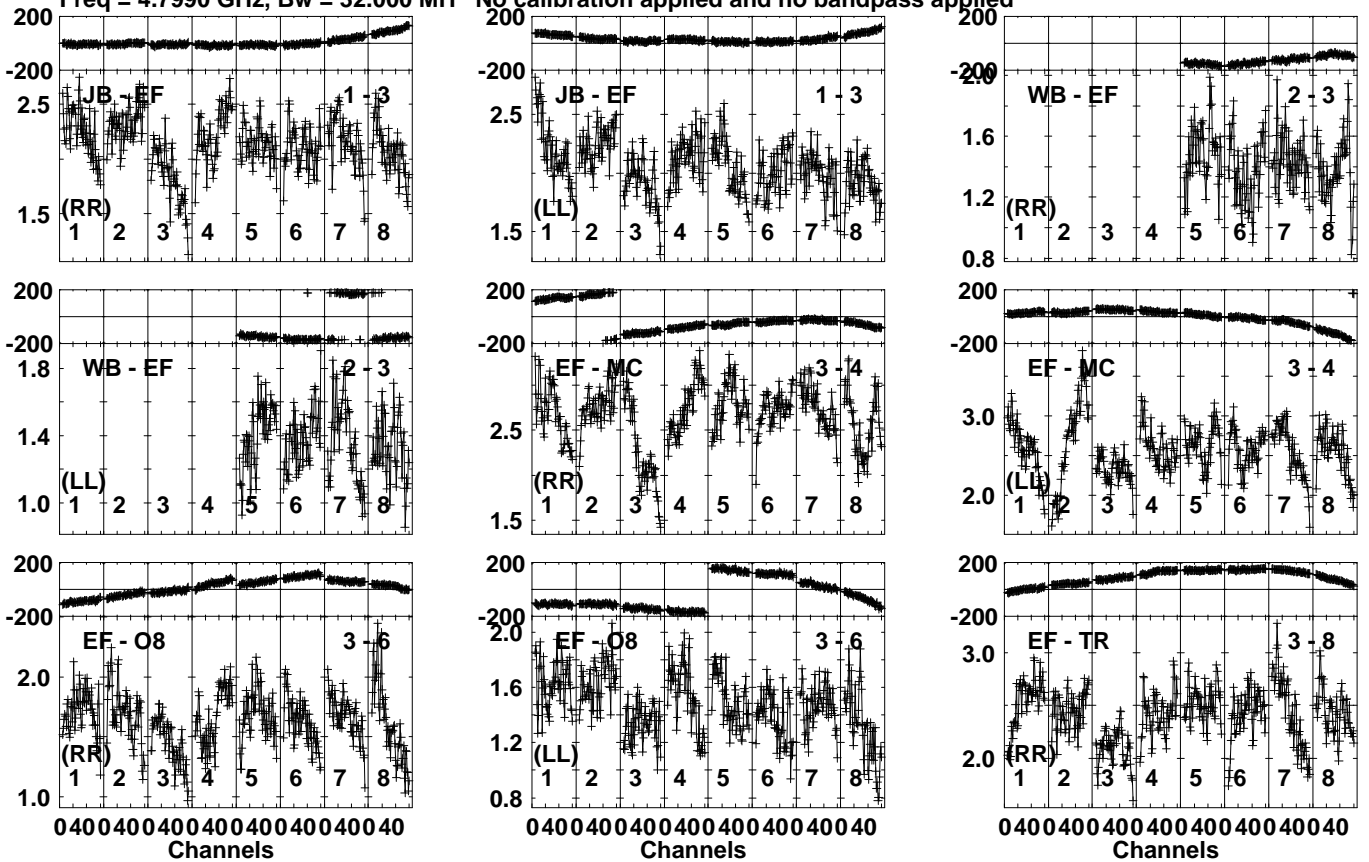 Freq = 4.7990 GHz, Bw = 32.000 MH No calibration applied and no bandpass applied
200
-200
JB - EF 1 - 3
2.5
1.5
(RR)
1 2 3 4 5 6 7 8
200
-200
JB - EF 1 - 3
2.5
1.5
(LL)
1 2 3 4 5 6 7 8
200
-200
2.0
WB - EF 2 - 3
1.6
1.2
0.8
(RR)
1 2 3 4 5 6 7 8
200
-200
WB - EF 2 - 3
1.8
1.4
1.0
(LL)
1 2 3 4 5 6 7 8
200
-200
EF - MC 3 - 4
2.5
1.5
(RR)
1 2 3 4 5 6 7 8
200
-200
EF - MC 3 - 4
3.0
2.0
(LL)
1 2 3 4 5 6 7 8
200
-200
EF - O8 3 - 6
2.0
1.0
(RR)
1 2 3 4 5 6 7 8
200
-200
2.0
EF - O8 3 - 6
1.6
1.2
0.8
(LL)
1 2 3 4 5 6 7 8
200
-200
EF - TR 3 - 8
3.0
2.0
(RR)
1 2 3 4 5 6 7 8
0 40 0 40 0 40 0 40 0 40 0 40 0 40 0 40
Channels
0 40 0 40 0 40 0 40 0 40 0 40 0 40 0 40
Channels
0 40 0 40 0 40 0 40 0 40 0 40 0 40 0 40
Channels